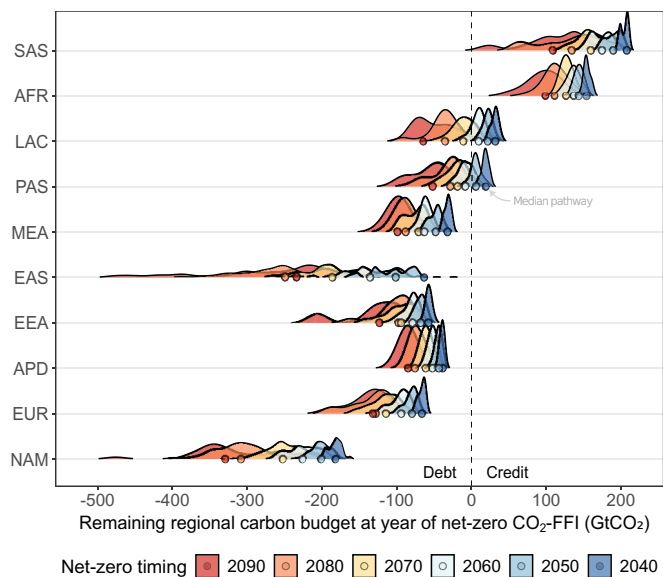 SAS
AFR
LAC
PAS
Median pathway
MEA
EAS
EEA
APD
EUR
NAM
Debt Credit
-500 -400 -300 -200 -100 0 100 200
Remaining regional carbon budget at year of net-zero CO₂-FFI (GtCO₂)
Net-zero timing 2090 2080 2070 2060 2050 2040